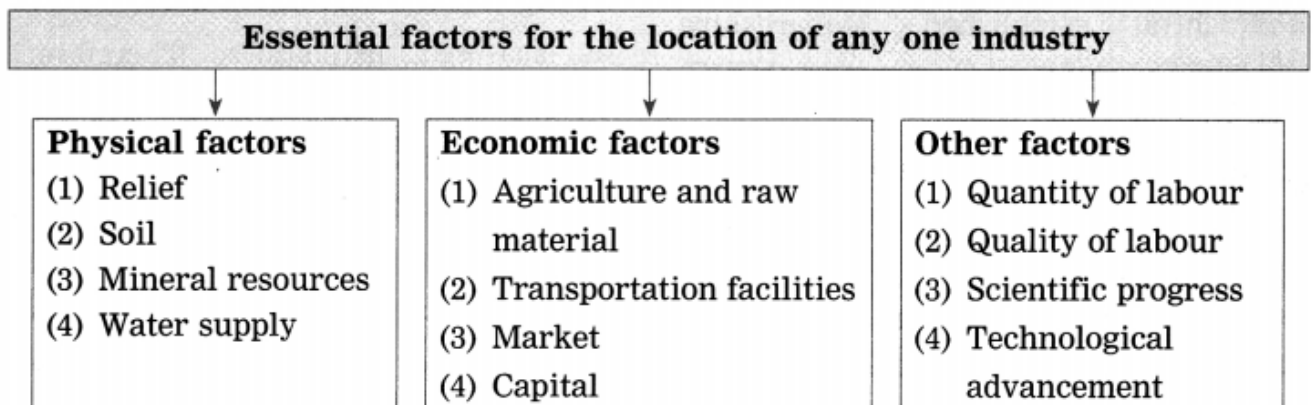 Essential factors for the location of any one industry
Physical factors
(1) Relief
(2) Soil
(3) Mineral resources
(4) Water supply
Economic factors
(1) Agriculture and raw
material
(2) Transportation facilities
(3) Market
(4) Capital
Other factors
(1) Quantity of labour
(2) Quality of labour
(3) Scientific progress
(4) Technological
advancement